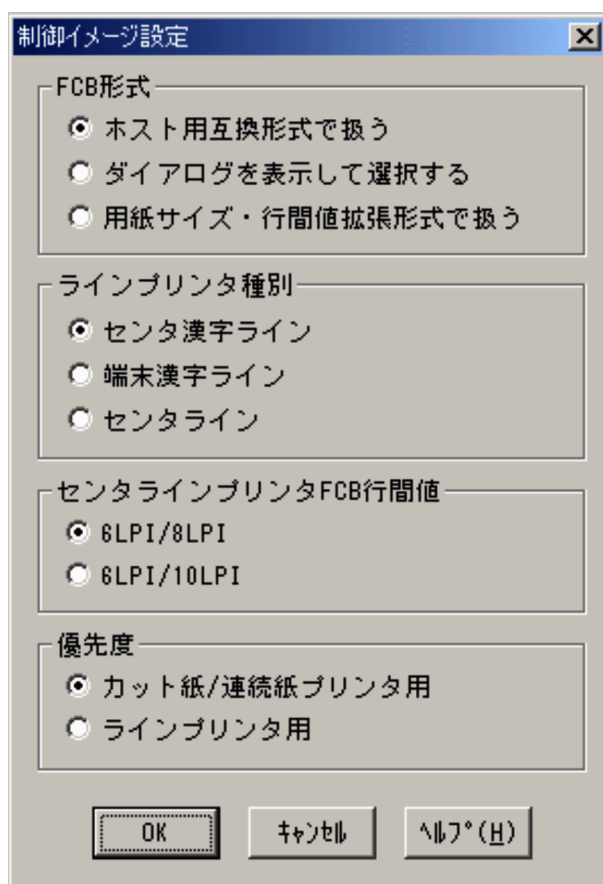 制御イメージ設定
FCB形式
ホスト用互換形式で扱う
ダイアログを表示して選択する
用紙サイズ・行間値拡張形式で扱う
ラインプリンタ種別
センタ漢字ライン
端末漢字ライン
センタライン
センタラインプリンタFCB行間値
6LPI/8LPI
6LPI/10LPI
優先度
カット紙/連続紙プリンタ用
ラインプリンタ用
OK
ｷｬﾝｾﾙ
ﾍﾙﾌﾟ(H)